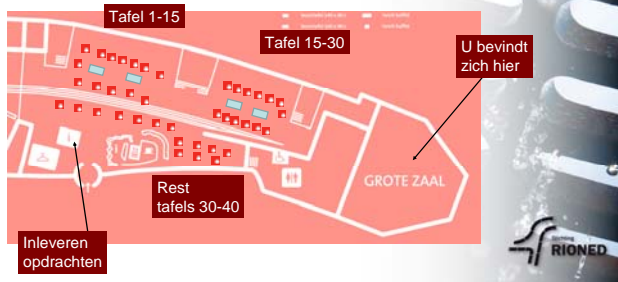 Tafel 1-15
Tafel 15-30
U bevindt
zich hier
GROTE ZAAL
Rest
tafels 30-40
Inleveren
opdrachten
Stichting
RIONED